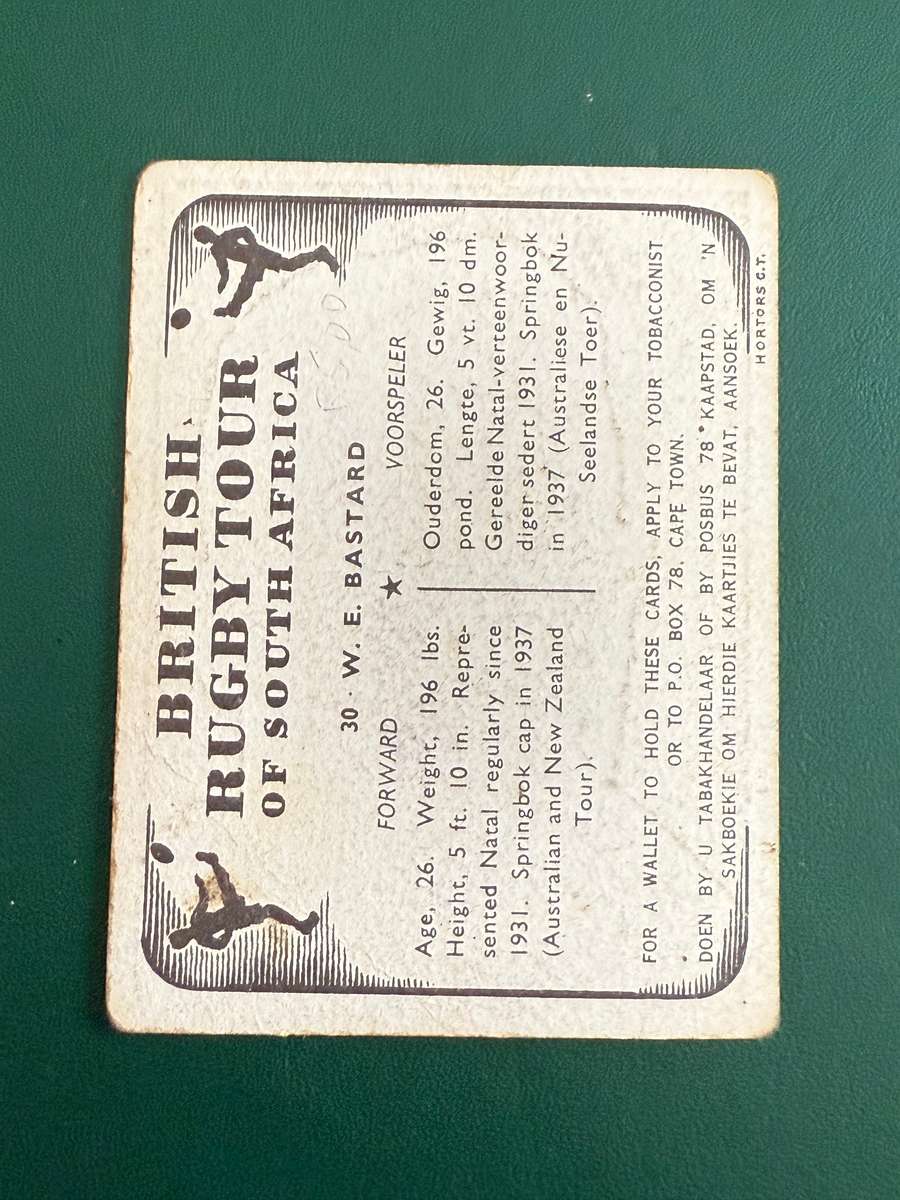 BRITISH
RUGBY TOUR
OF SOUTH AFRICA
30 · W. E. BASTARD
★
FORWARD
Age, 26. Weight, 196 lbs.
Height, 5 ft. 10 in. Repre-
sented Natal regularly since
1931. Springbok cap in 1937
(Australian and New Zealand
Tour).
VOORSPELER
Ouderdom, 26. Gewig, 196
pond. Lengte, 5 vt. 10 dm.
Gereelde Natal-verteenwoor-
diger sedert 1931. Springbok
in 1937 (Australiese en Nu-
Seelandse Toer).
FOR A WALLET TO HOLD THESE CARDS, APPLY TO YOUR TOBACCONIST
OR TO P.O. BOX 78, CAPE TOWN.
DOEN BY U TABAKHANDELAAR OF BY POSBUS 78 KAAPSTAD, OM 'N
SAKBOEKIE OM HIERDIE KAARTJIES TE BEVAT, AANSOEK.
HORTORS C.T.